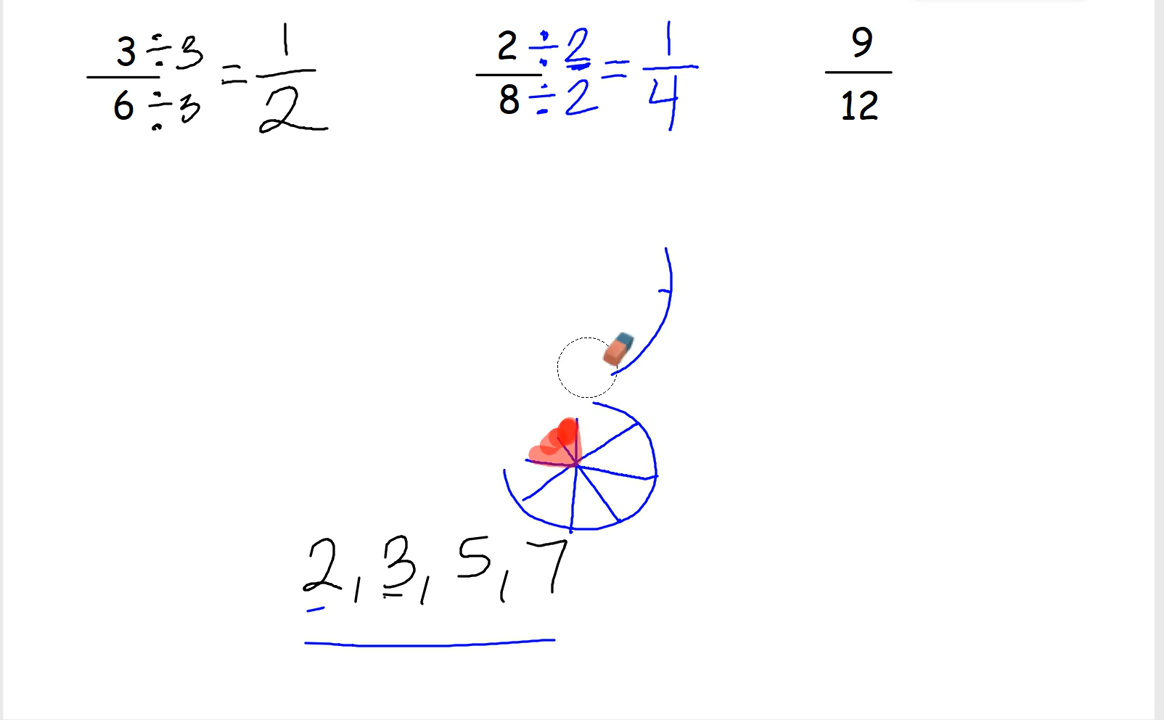 3 ÷ 3 = 1
6 ÷ 3 2
2 ÷ 2 = 1
8 ÷ 2 4
9
12
2, 3, 5, 7